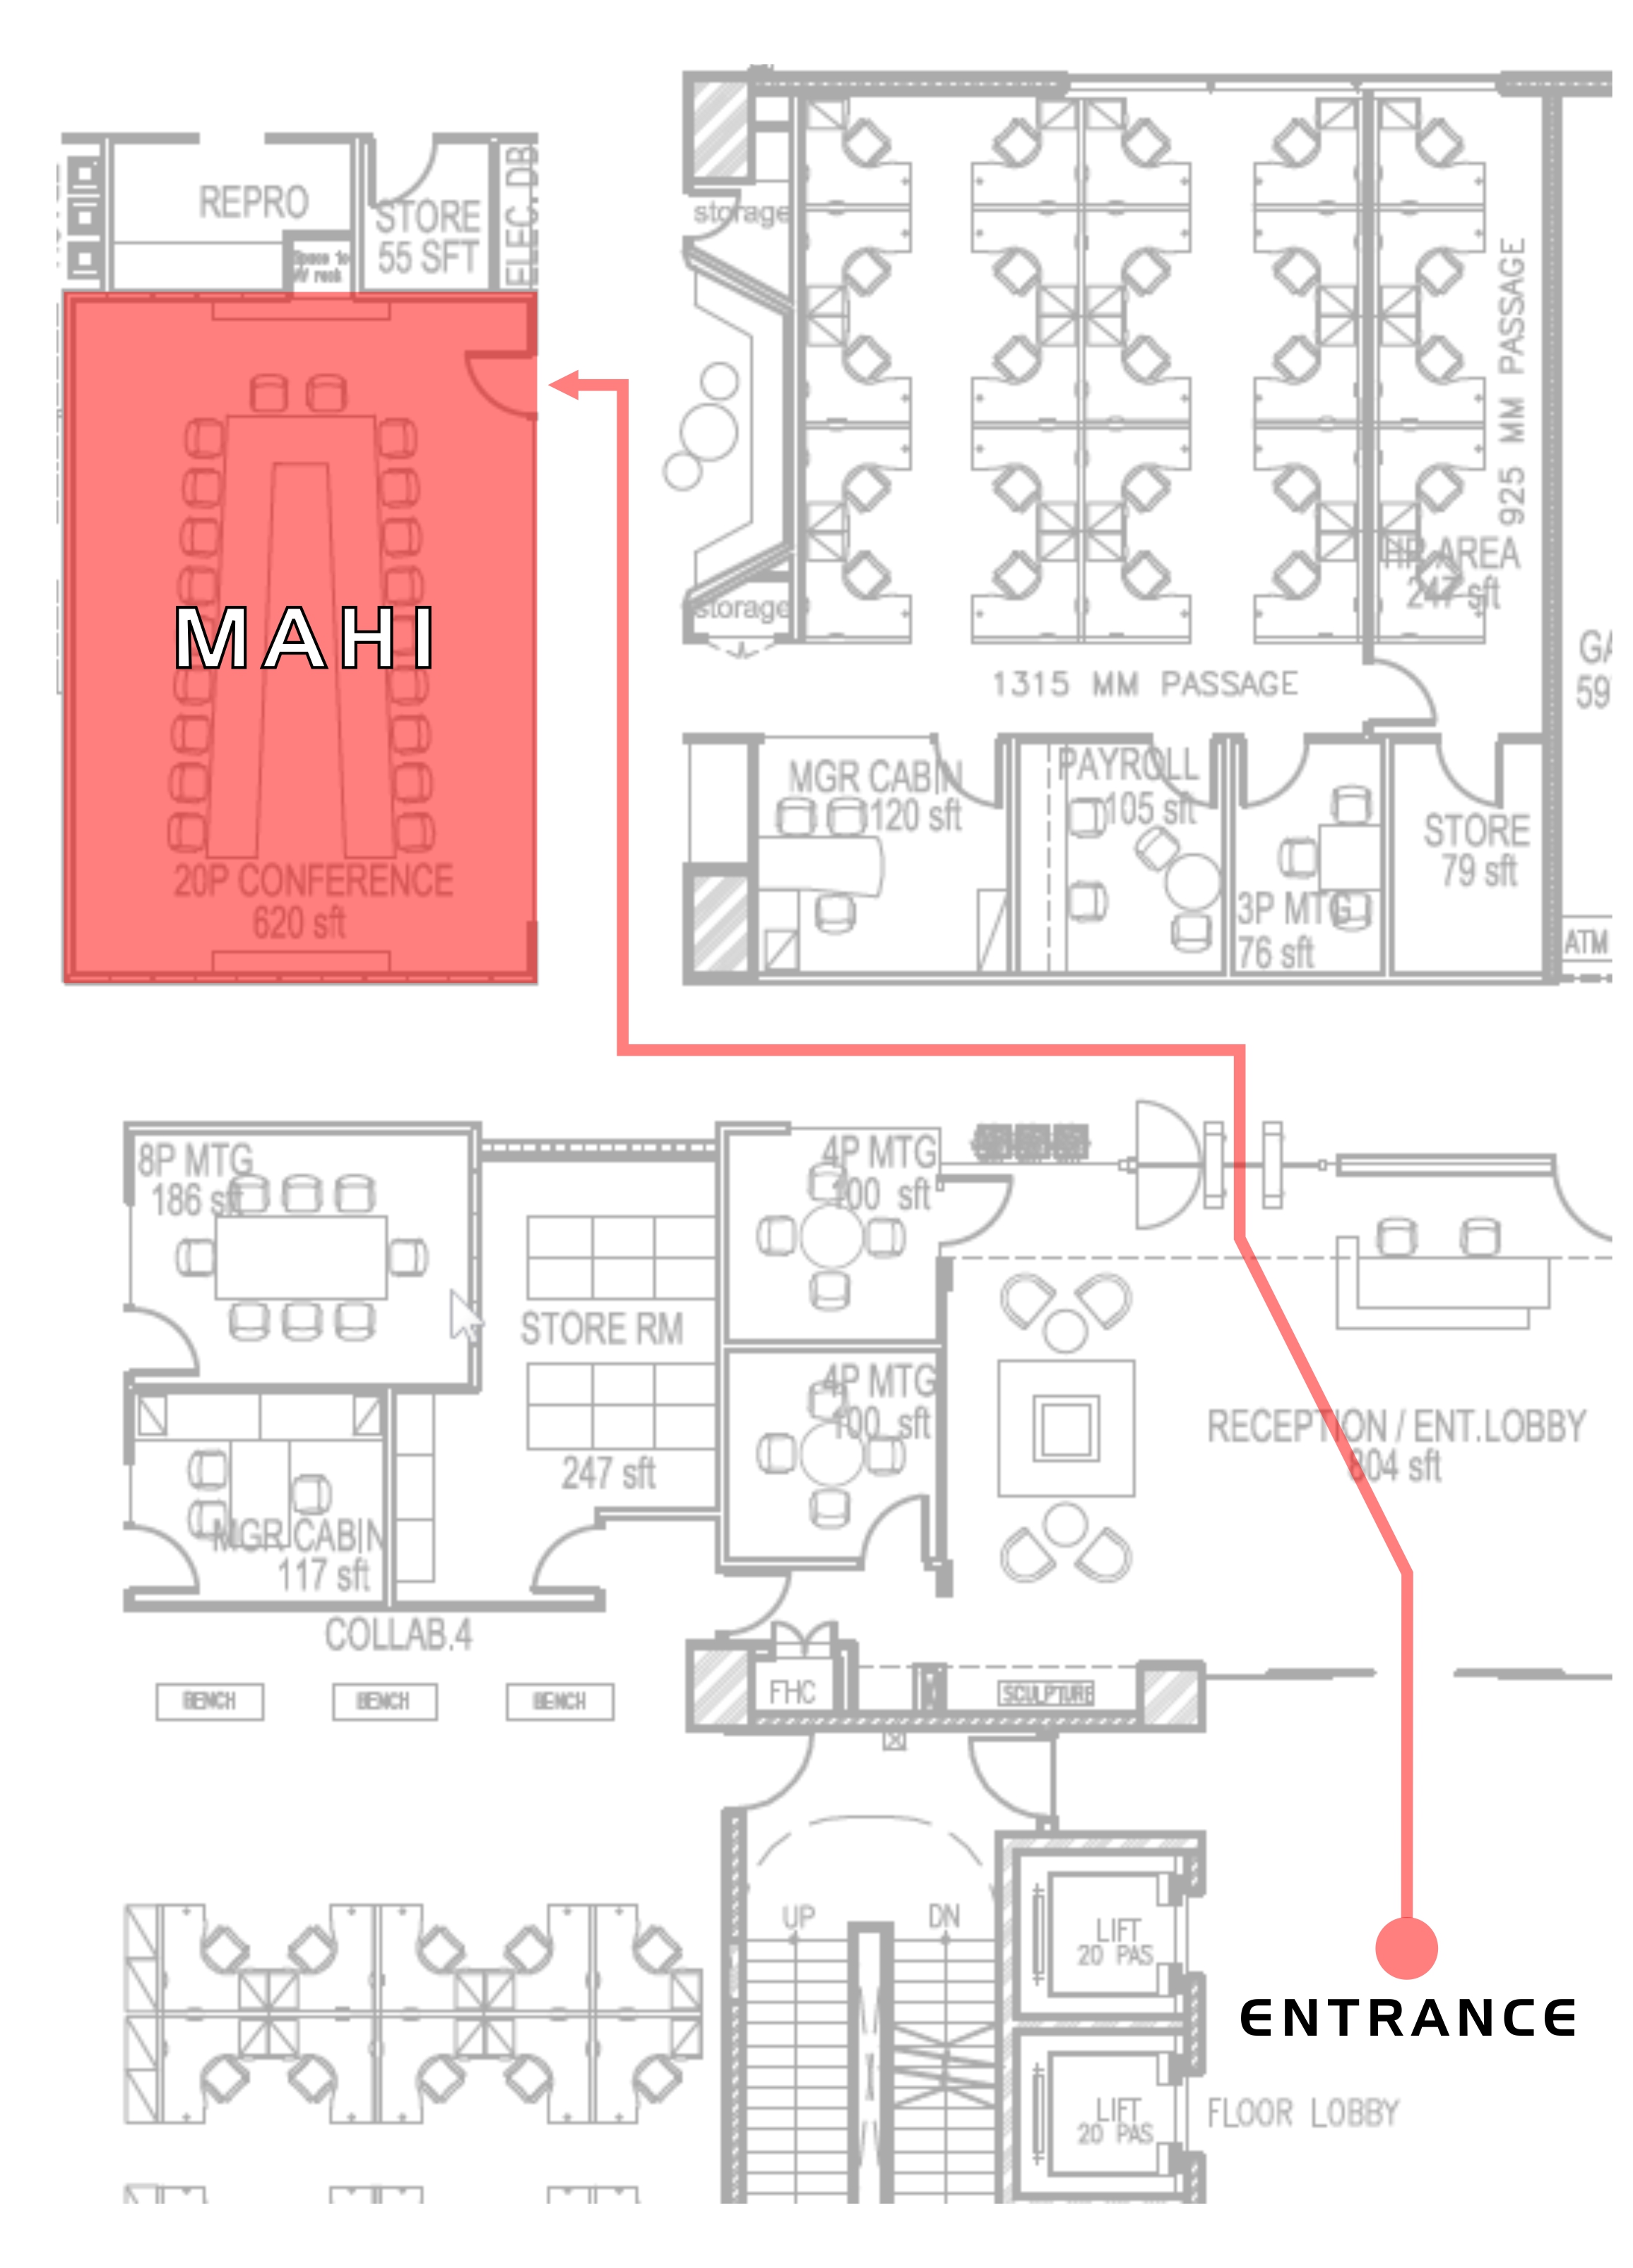 REPRO
STORE
55 SFT
ELEC.DB
Space to
AV rack
storage
925 MM PASSAGE
HR AREA
247 sft
storage
MAHI
1315 MM PASSAGE
20P CONFERENCE
620 sft
MGR CABIN
120 sft
PAYROLL
105 sft
3P MTG
76 sft
STORE
79 sft
GA
59
ATM
8P MTG
186 sft
4P MTG
100 sft
STORE RM
247 sft
4P MTG
100 sft
RECEPTION / ENT.LOBBY
804 sft
MGR CABIN
117 sft
COLLAB.4
BENCH
BENCH
BENCH
FHC
SCULPTURE
UP
DN
LIFT
20 PAS
ENTRANCE
LIFT
20 PAS
FLOOR LOBBY